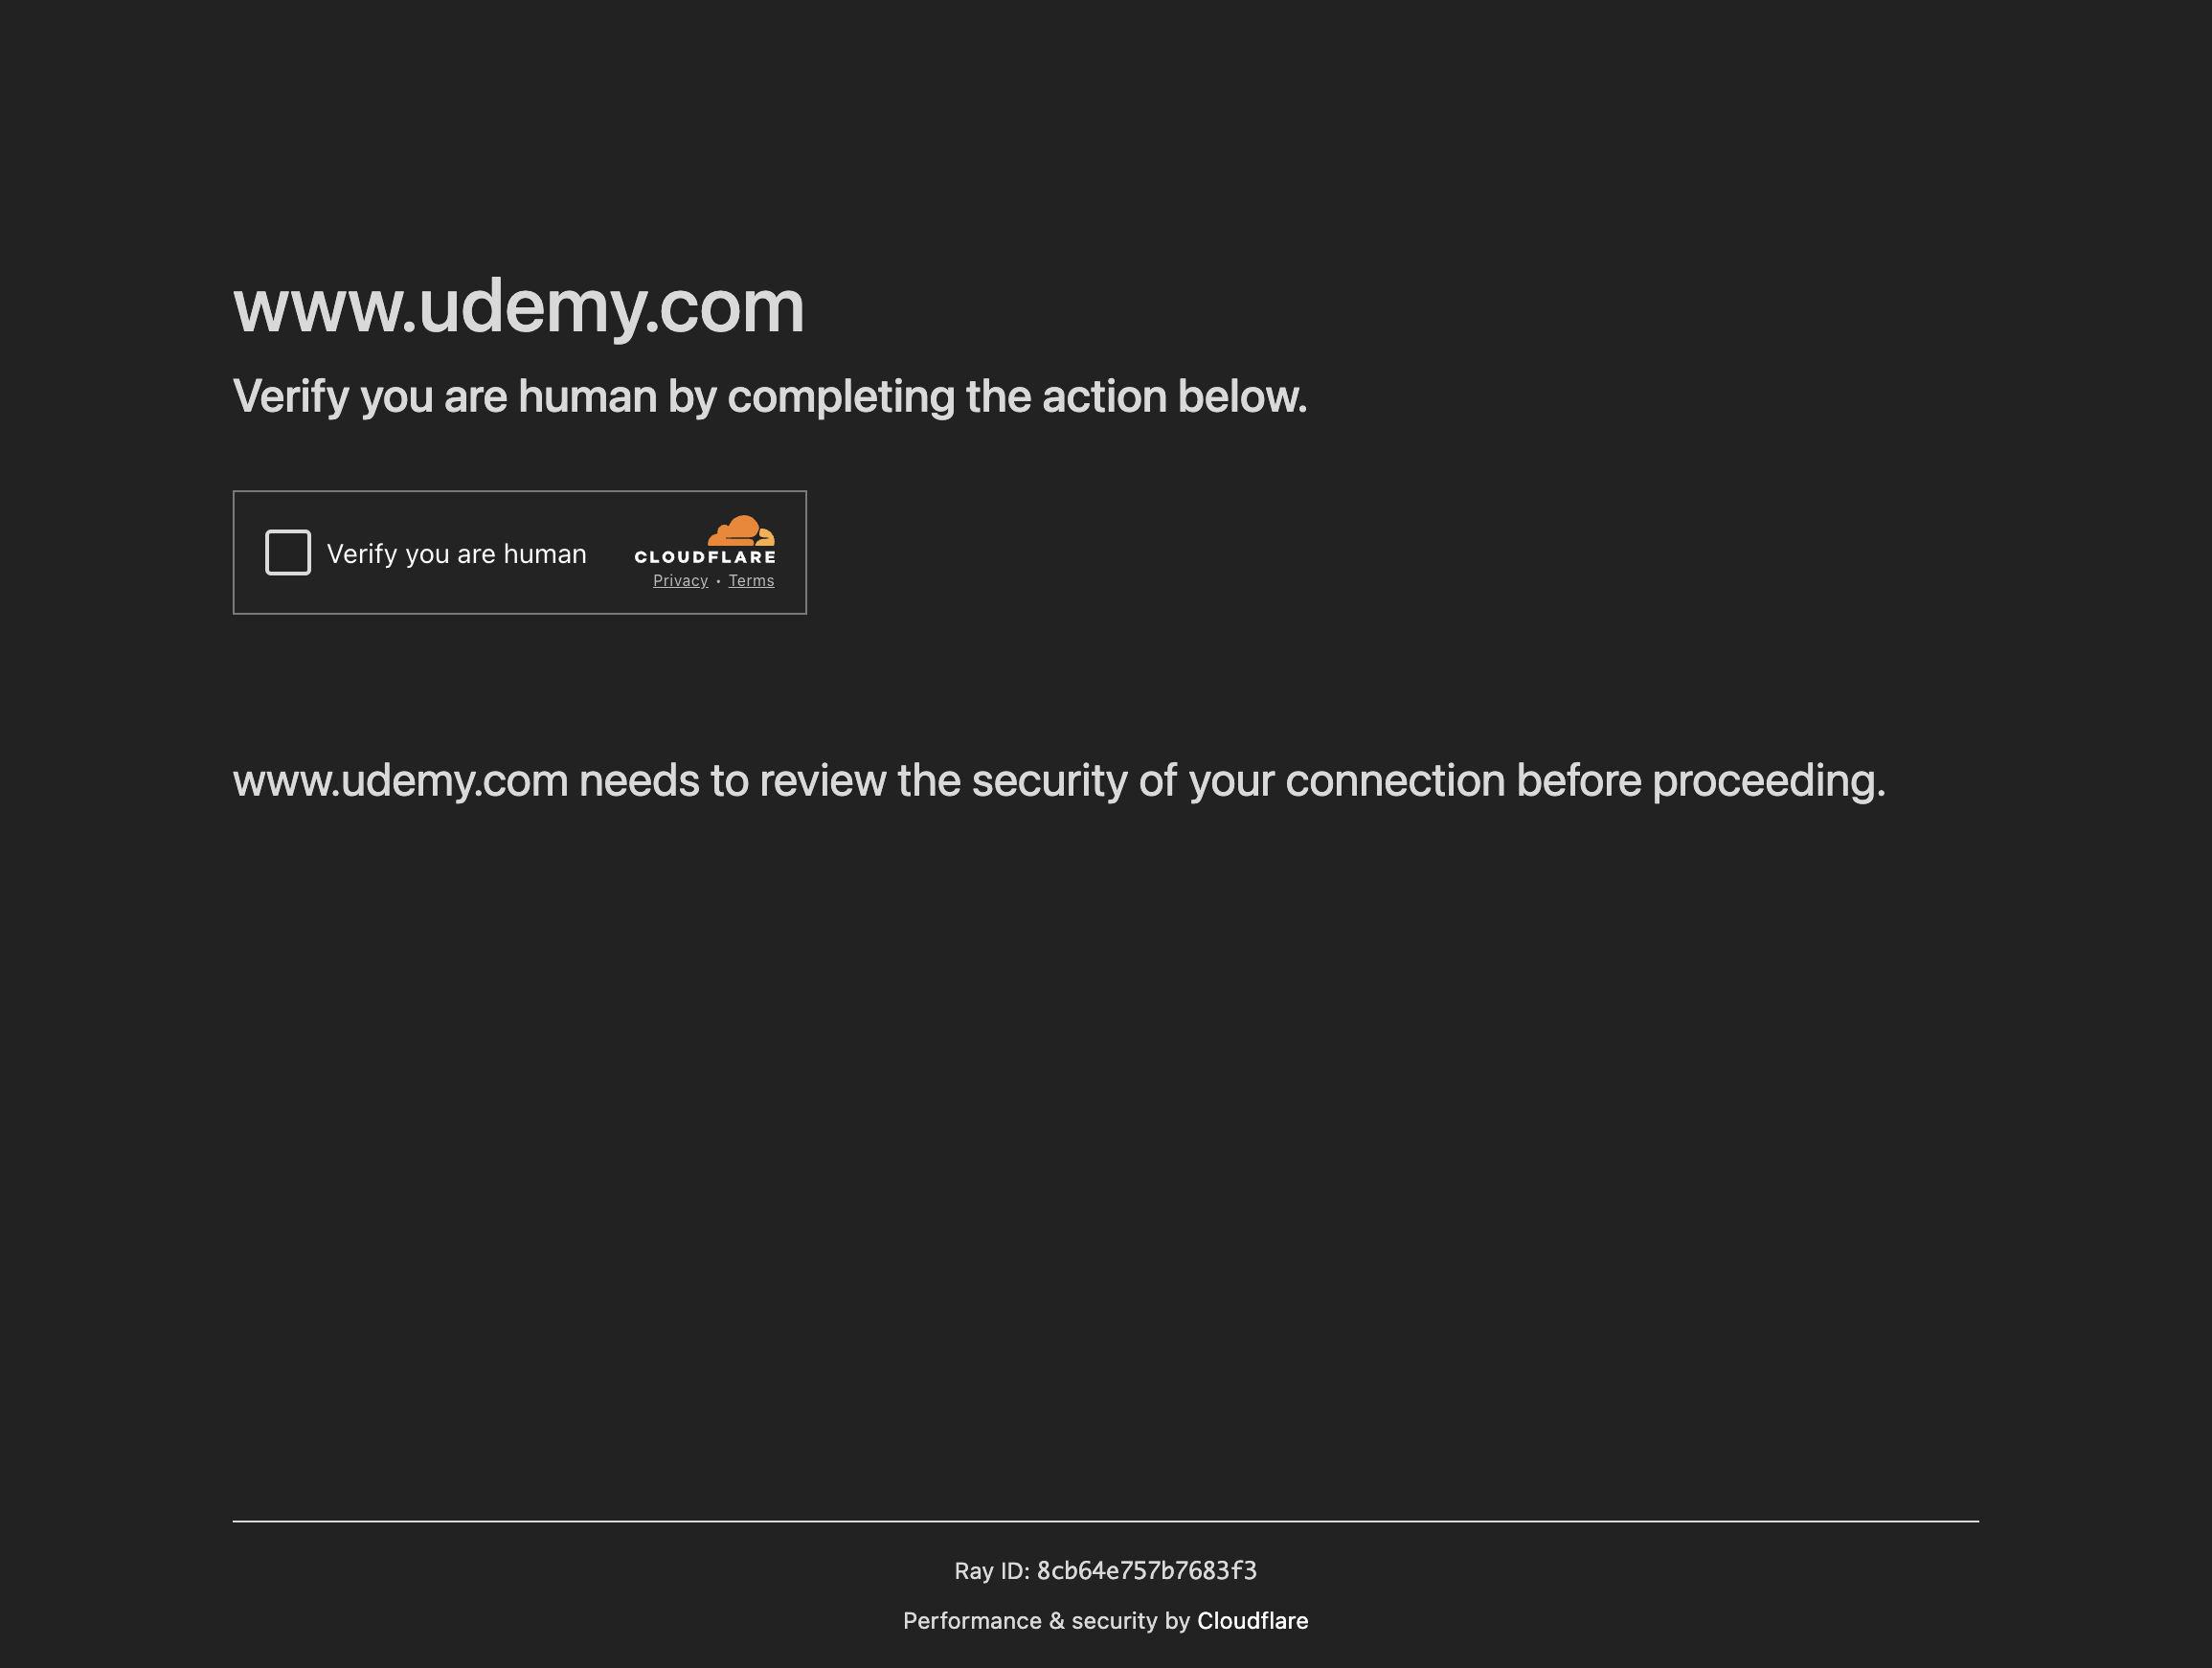 www.udemy.com
Verify you are human by completing the action below.
Verify you are human
CLOUDFLARE
Privacy • Terms
www.udemy.com needs to review the security of your connection before proceeding.
Ray ID: 8cb64e757b7683f3
Performance & security by Cloudflare